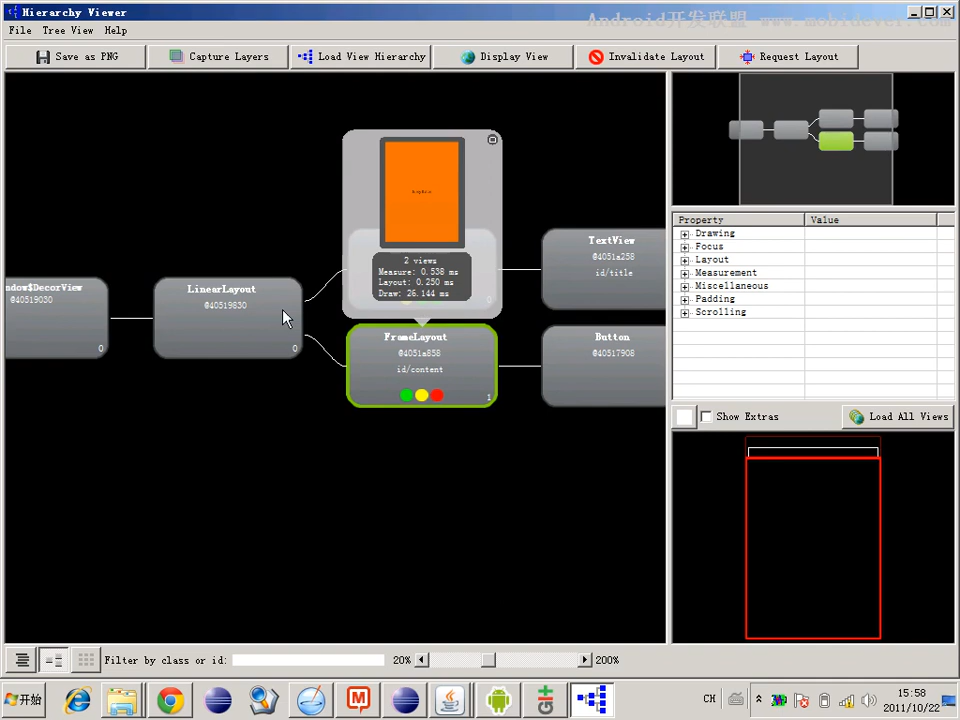 Hierarchy Viewer
Android开发联盟 www.mobidever.com
File Tree View Help
Save as PNG
Capture Layers
Load View Hierarchy
Display View
Invalidate Layout
Request Layout
ndow$DecorView
@40519030
0
LinearLayout
@40519830
0
2 views
Measure: 0.538 ms
Layout: 0.250 ms
Draw: 26.144 ms
0
FrameLayout
@4051a858
id/content
1
TextView
@4051a258
id/title
Button
@40517908
Property Value
Drawing
Focus
Layout
Measurement
Miscellaneous
Padding
Scrolling
Show Extras
Load All Views
Filter by class or id:
20%
200%
开始
CH
15:58
2011/10/22